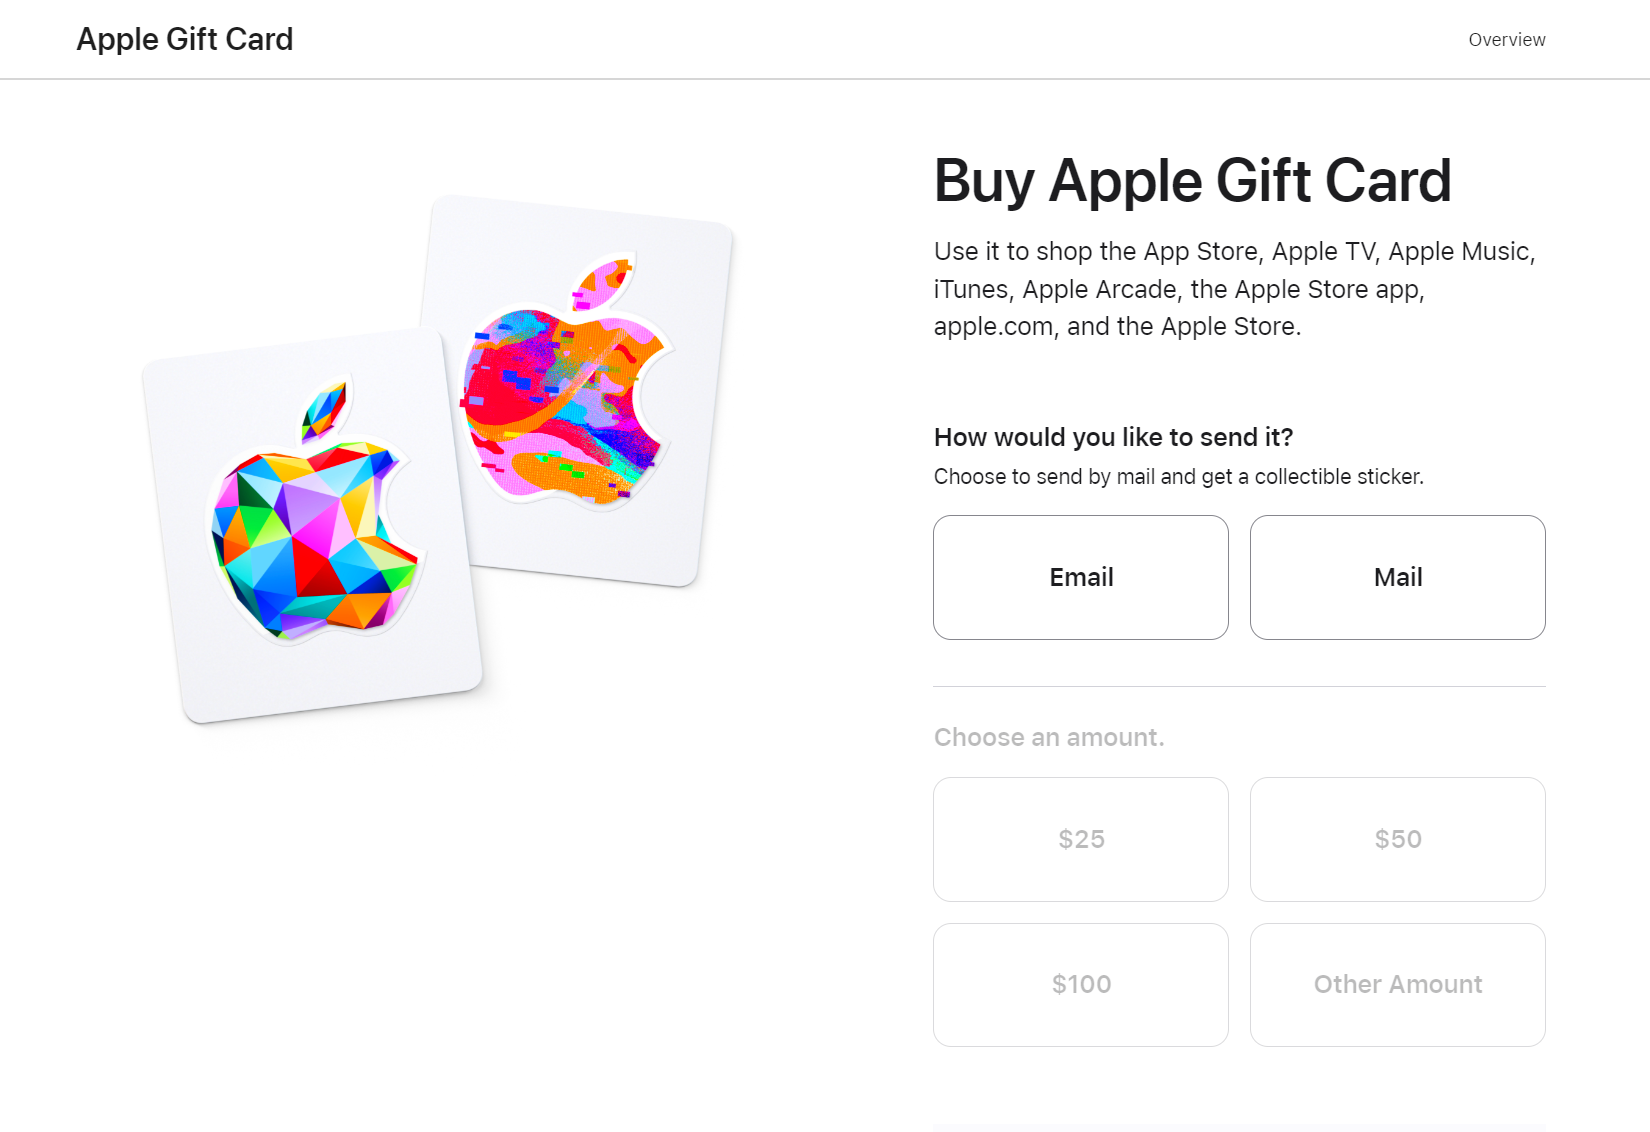 Apple Gift Card
Overview
Buy Apple Gift Card
Use it to shop the App Store, Apple TV, Apple Music,
iTunes, Apple Arcade, the Apple Store app,
apple.com, and the Apple Store.
How would you like to send it?
Choose to send by mail and get a collectible sticker.
Email
Mail
Choose an amount.
$25
$50
$100
Other Amount